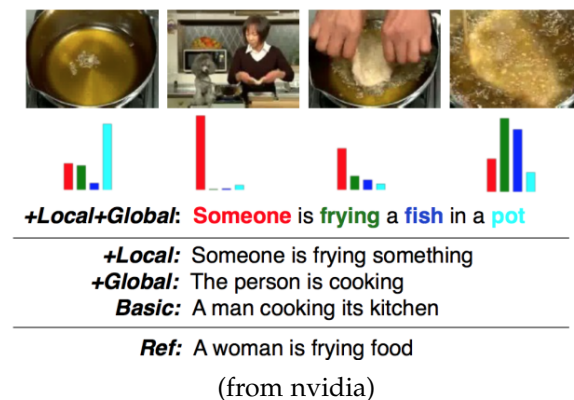 +Local+Global: Someone is frying a fish in a pot
+Local: Someone is frying something
+Global: The person is cooking
Basic: A man cooking its kitchen
Ref: A woman is frying food
(from nvidia)